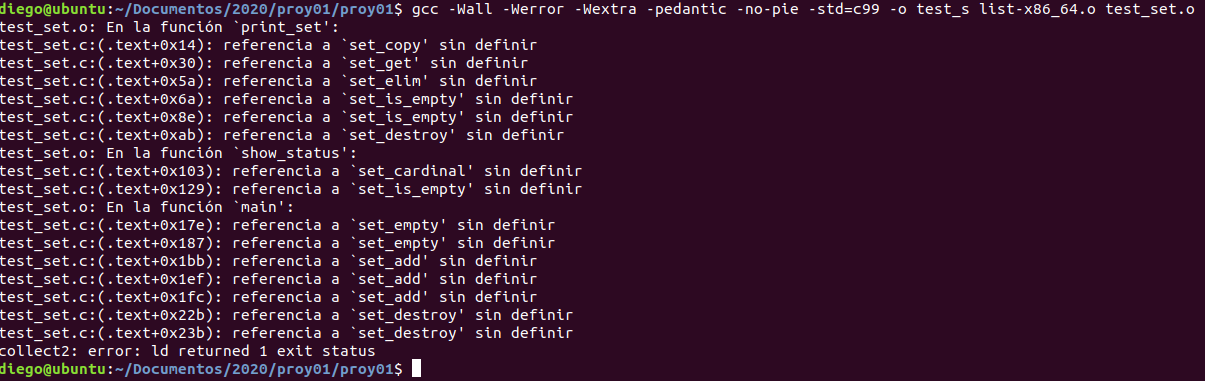 diego@ubuntu:~/Documentos/2020/proy01/proy01$ gcc -Wall -Werror -Wextra -pedantic -no-pie -std=c99 -o test_s list-x86_64.o test_set.o
test_set.o: En la función `print_set':
test_set.c:(.text+0x14): referencia a `set_copy' sin definir
test_set.c:(.text+0x30): referencia a `set_get' sin definir
test_set.c:(.text+0x5a): referencia a `set_elim' sin definir
test_set.c:(.text+0x6a): referencia a `set_is_empty' sin definir
test_set.c:(.text+0x8e): referencia a `set_is_empty' sin definir
test_set.c:(.text+0xab): referencia a `set_destroy' sin definir
test_set.o: En la función `show_status':
test_set.c:(.text+0x103): referencia a `set_cardinal' sin definir
test_set.c:(.text+0x129): referencia a `set_is_empty' sin definir
test_set.o: En la función `main':
test_set.c:(.text+0x17e): referencia a `set_empty' sin definir
test_set.c:(.text+0x187): referencia a `set_empty' sin definir
test_set.c:(.text+0x1bb): referencia a `set_add' sin definir
test_set.c:(.text+0x1ef): referencia a `set_add' sin definir
test_set.c:(.text+0x1fc): referencia a `set_add' sin definir
test_set.c:(.text+0x22b): referencia a `set_destroy' sin definir
test_set.c:(.text+0x23b): referencia a `set_destroy' sin definir
collect2: error: ld returned 1 exit status
diego@ubuntu:~/Documentos/2020/proy01/proy01$